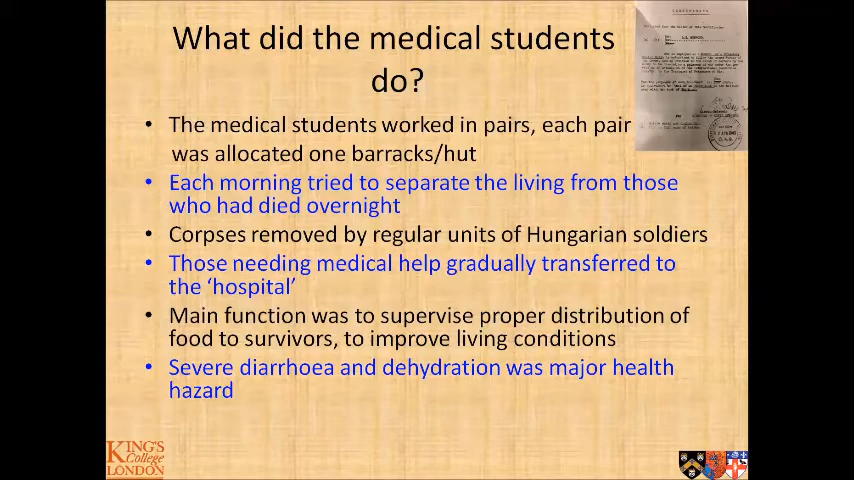 What did the medical students
do?
• The medical students worked in pairs, each pair
was allocated one barracks/hut
• Each morning tried to separate the living from those
who had died overnight
• Corpses removed by regular units of Hungarian soldiers
• Those needing medical help gradually transferred to
the ‘hospital’
• Main function was to supervise proper distribution of
food to survivors, to improve living conditions
• Severe diarrhoea and dehydration was major health
hazard
KING'S
College
LONDON